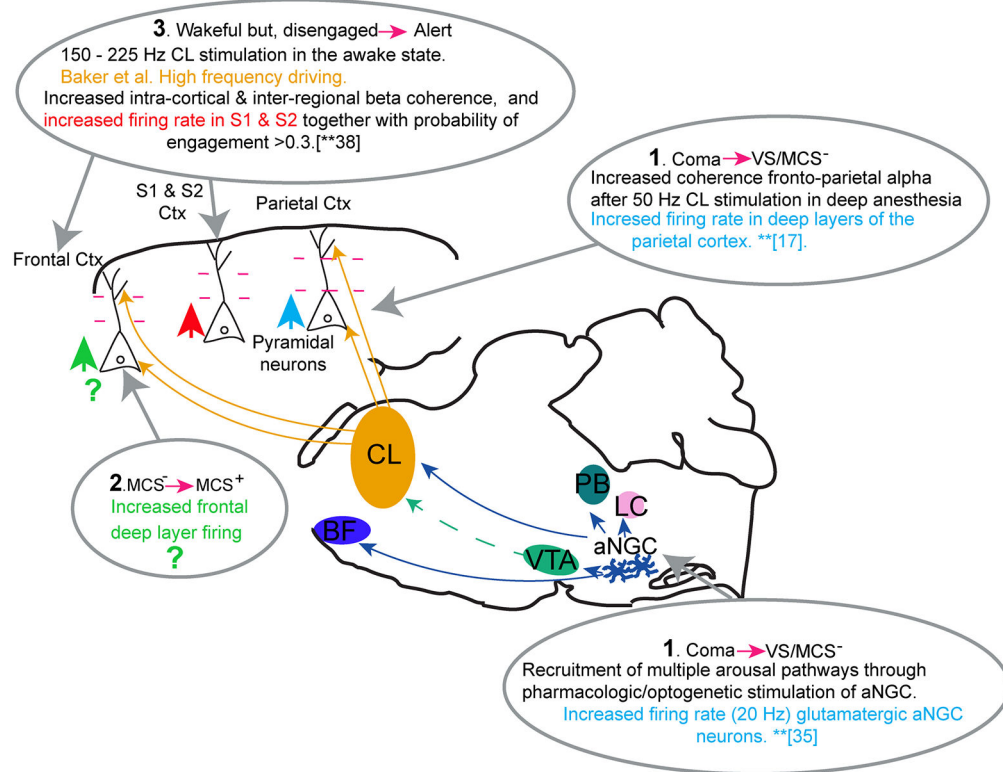 3. Wakeful but, disengaged→ Alert
150 - 225 Hz CL stimulation in the awake state.
Baker et al. High frequency driving.
Increased intra-cortical & inter-regional beta coherence, and
increased firing rate in S1 & S2 together with probability of
engagement >0.3.[**38]
1. Coma→VS/MCS-
Increased coherence fronto-parietal alpha
after 50 Hz CL stimulation in deep anesthesia
Incresed firing rate in deep layers of the
parietal cortex. **[17].
S1 & S2
Ctx
Parietal Ctx
Frontal Ctx
Pyramidal
neurons
?
2.MCS-→MCS+
Increased frontal
deep layer firing
?
CL
BF
VTA
PB
LC
aNGC
1. Coma→VS/MCS-
Recruitment of multiple arousal pathways through
pharmacologic/optogenetic stimulation of aNGC.
Increased firing rate (20 Hz) glutamatergic aNGC
neurons. **[35]